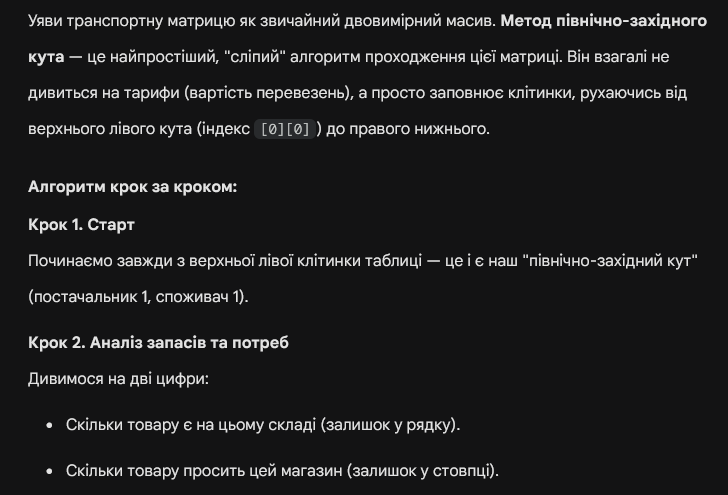 Уяви транспортну матрицю як звичайний двовимірний масив. Метод північно-західного
кута — це найпростіший, "сліпий" алгоритм проходження цієї матриці. Він взагалі не
дивиться на тарифи (вартість перевезень), а просто заповнює клітинки, рухаючись від
верхнього лівого кута (індекс [0][0]) до правого нижнього.
Алгоритм крок за кроком:
Крок 1. Старт
Починаємо завжди з верхньої лівої клітинки таблиці — це і є наш "північно-західний кут"
(постачальник 1, споживач 1).
Крок 2. Аналіз запасів та потреб
Дивимося на дві цифри:
• Скільки товару є на цьому складі (залишок у рядку).
• Скільки товару просить цей магазин (залишок у стовпці).